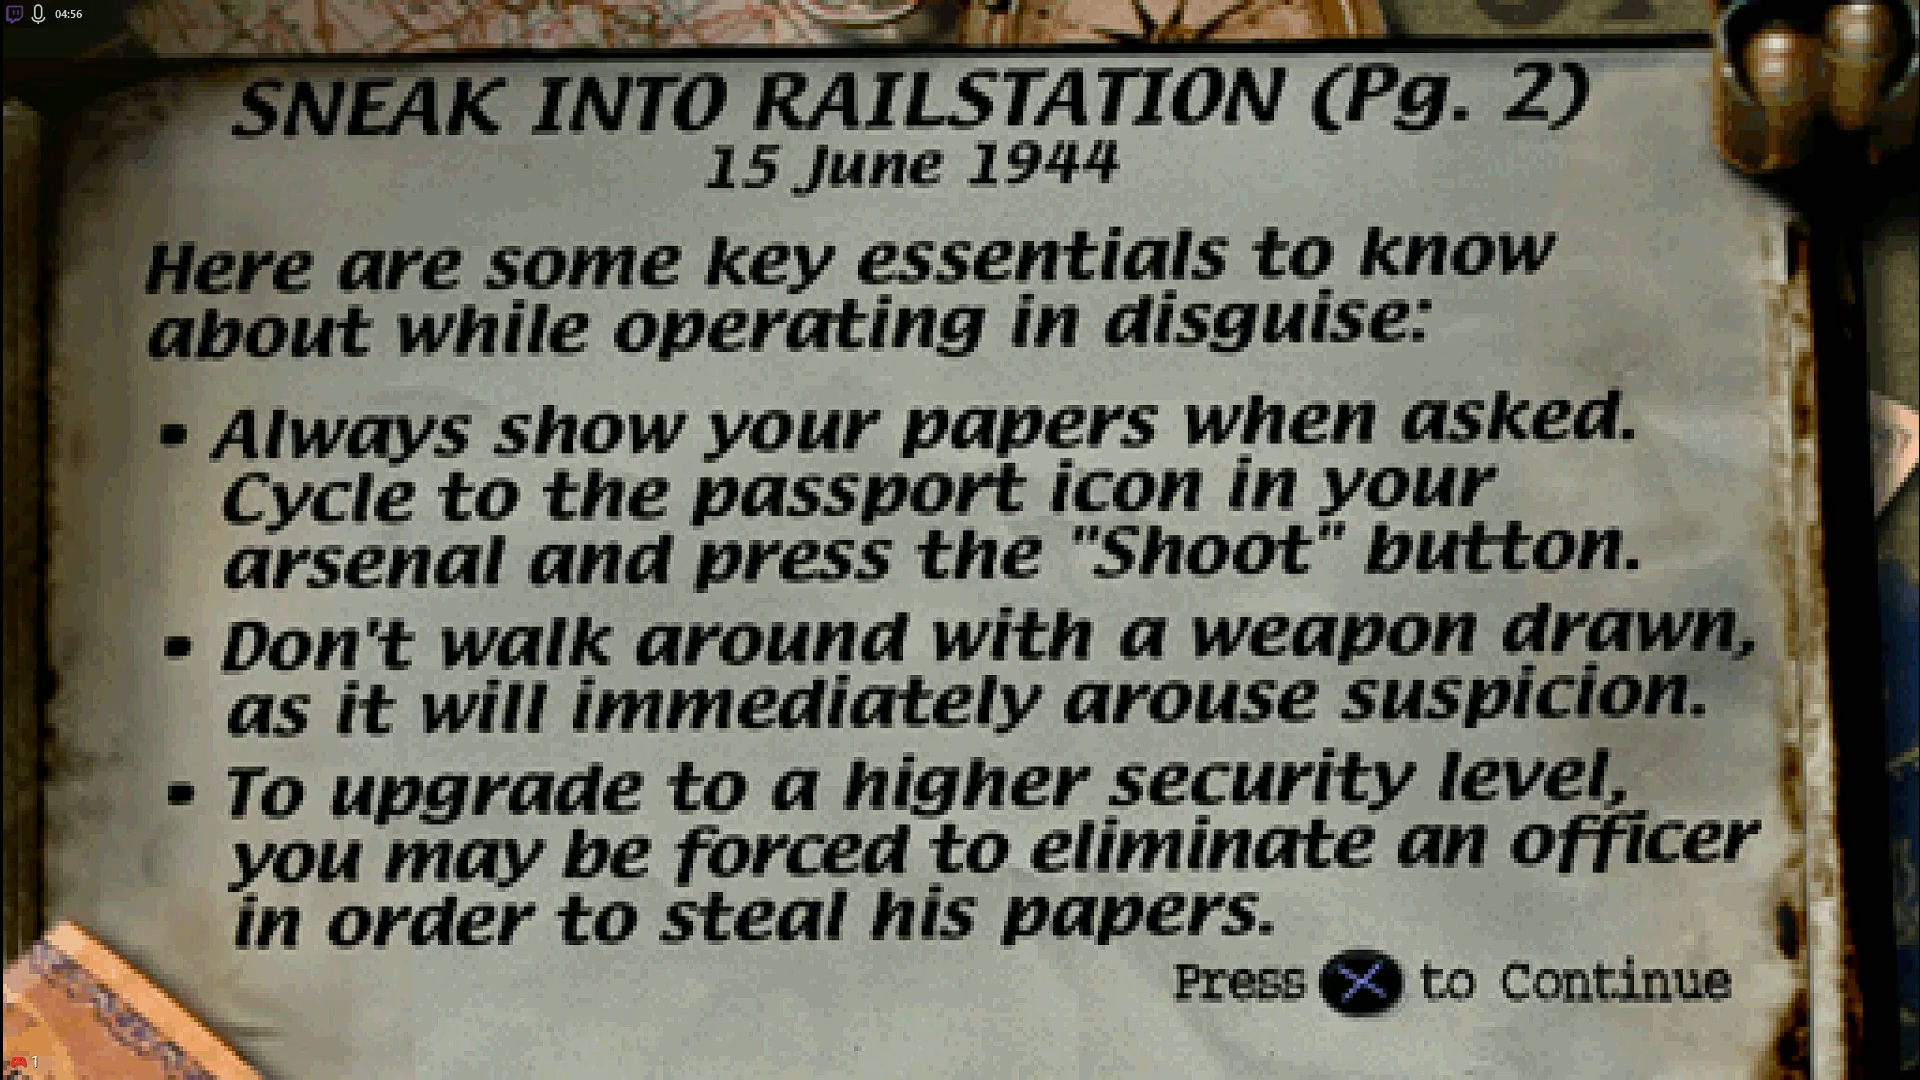 04:56
SNEAK INTO RAILSTATION (Pg. 2)
15 June 1944
Here are some key essentials to know
about while operating in disguise:
▪ Always show your papers when asked.
Cycle to the passport icon in your
arsenal and press the "Shoot" button.
▪ Don't walk around with a weapon drawn,
as it will immediately arouse suspicion.
▪ To upgrade to a higher security level,
you may be forced to eliminate an officer
in order to steal his papers.
Press X to Continue
1